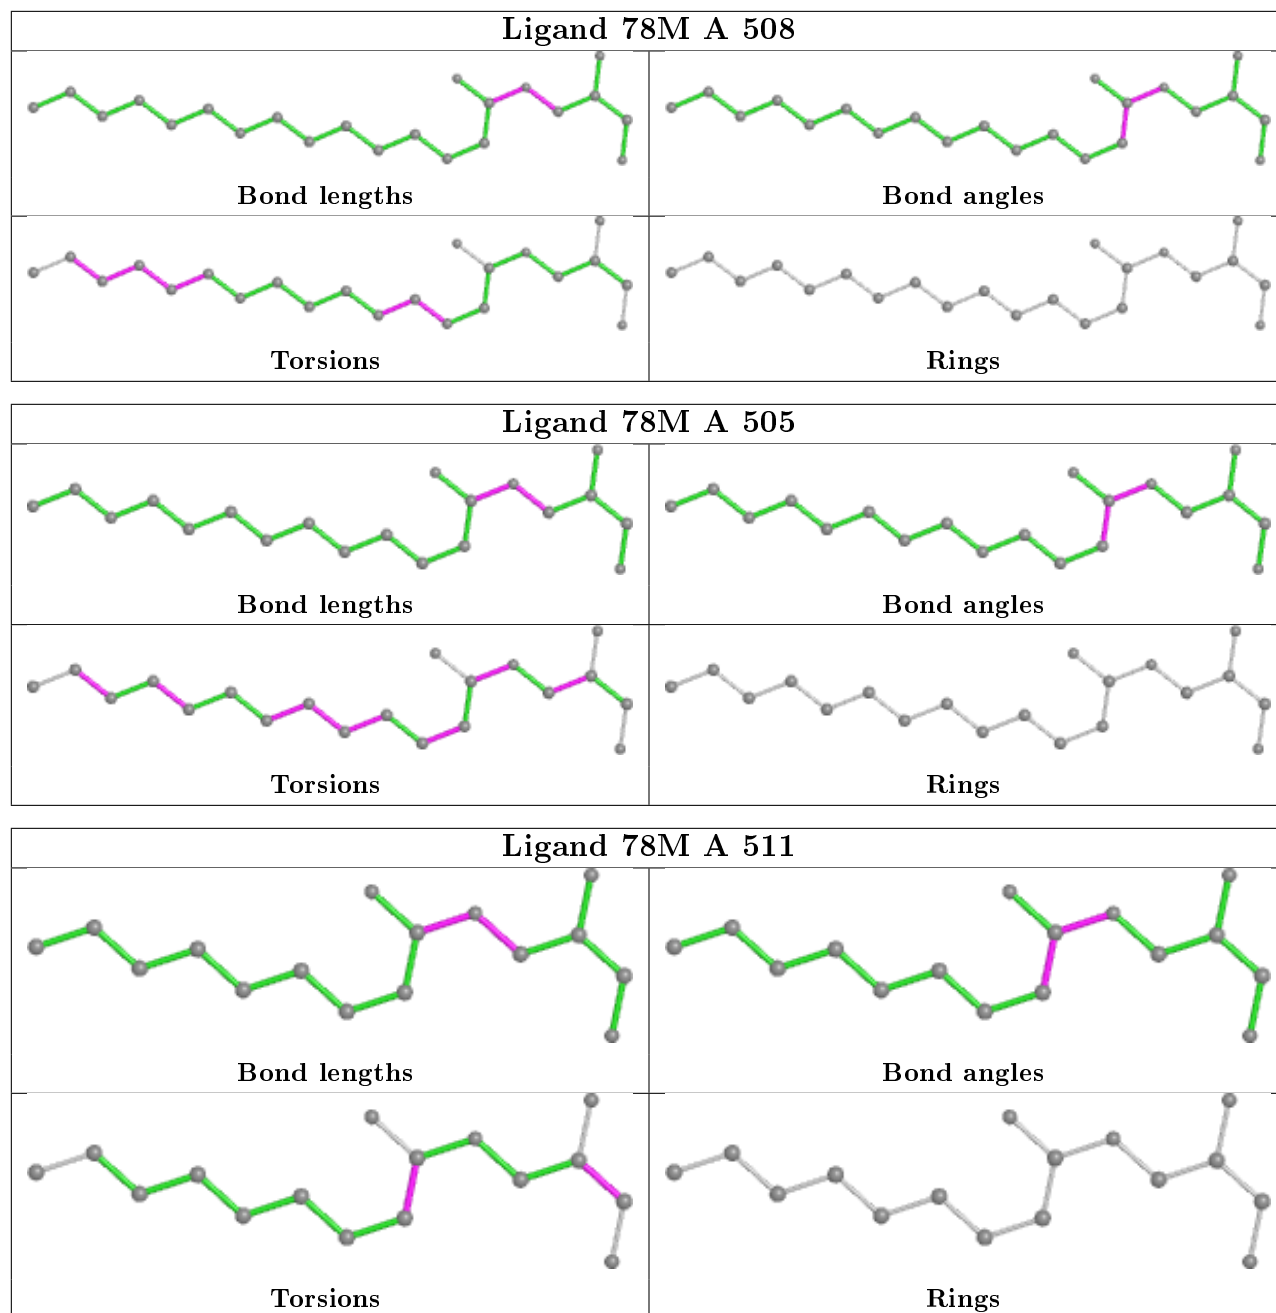 Ligand 78M A 508
Bond lengths
Bond angles
Torsions
Rings
Ligand 78M A 505
Bond lengths
Bond angles
Torsions
Rings
Ligand 78M A 511
Bond lengths
Bond angles
Torsions
Rings